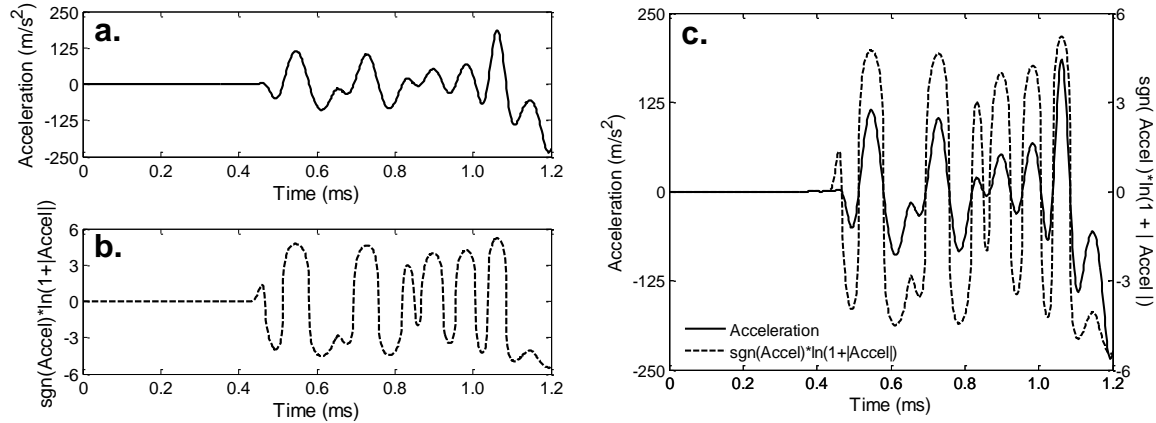 a.
Acceleration (m/s²)
250
125
0
-125
-250
0 0.2 0.4 0.6 0.8 1.0 1.2
Time (ms)
b.
sgn(Accel)*ln(1+|Accel|)
6
3
0
-3
-6
0 0.2 0.4 0.6 0.8 1.0 1.2
Time (ms)
c.
Acceleration (m/s²)
250
125
0
-125
-250
Acceleration
sgn(Accel)*ln(1+|Accel|)
0 0.2 0.4 0.6 0.8 1.0 1.2
Time (ms)
6
3
0
-3
-6
sgn( Accel )*ln(1 + | Accel |)